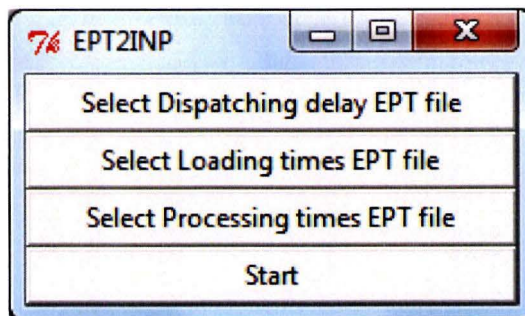 EPT2INP
Select Dispatching delay EPT file
Select Loading times EPT file
Select Processing times EPT file
Start